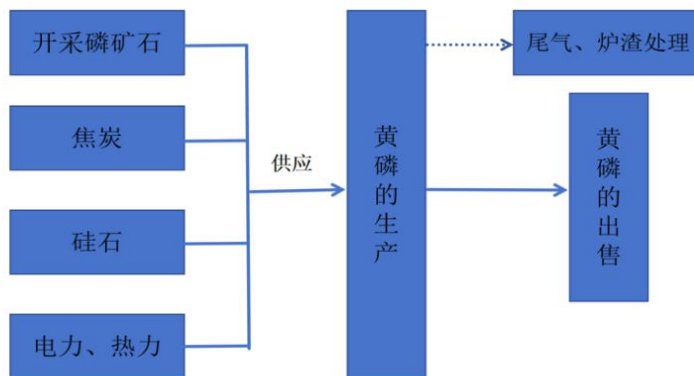 开采磷矿石
尾气、炉渣处理
焦炭
供应
黄磷的生产
黄磷的出售
硅石
电力、热力